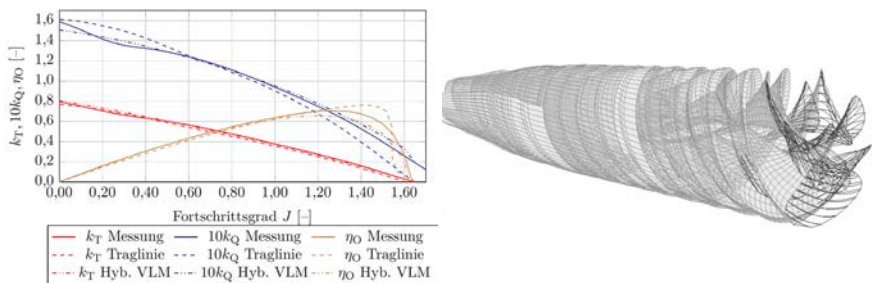 1,6
1,4
1,2
1,0
0,8
0,6
0,4
0,2
0,0
k_T, 10k_Q, η_O [–]
0,00 0,20 0,40 0,60 0,80 1,00 1,20 1,40 1,60
Fortschrittsgrad J [–]
k_T Messung 10k_Q Messung η_O Messung
k_T Traglinie 10k_Q Traglinie η_O Traglinie
k_T Hyb. VLM 10k_Q Hyb. VLM η_O Hyb. VLM